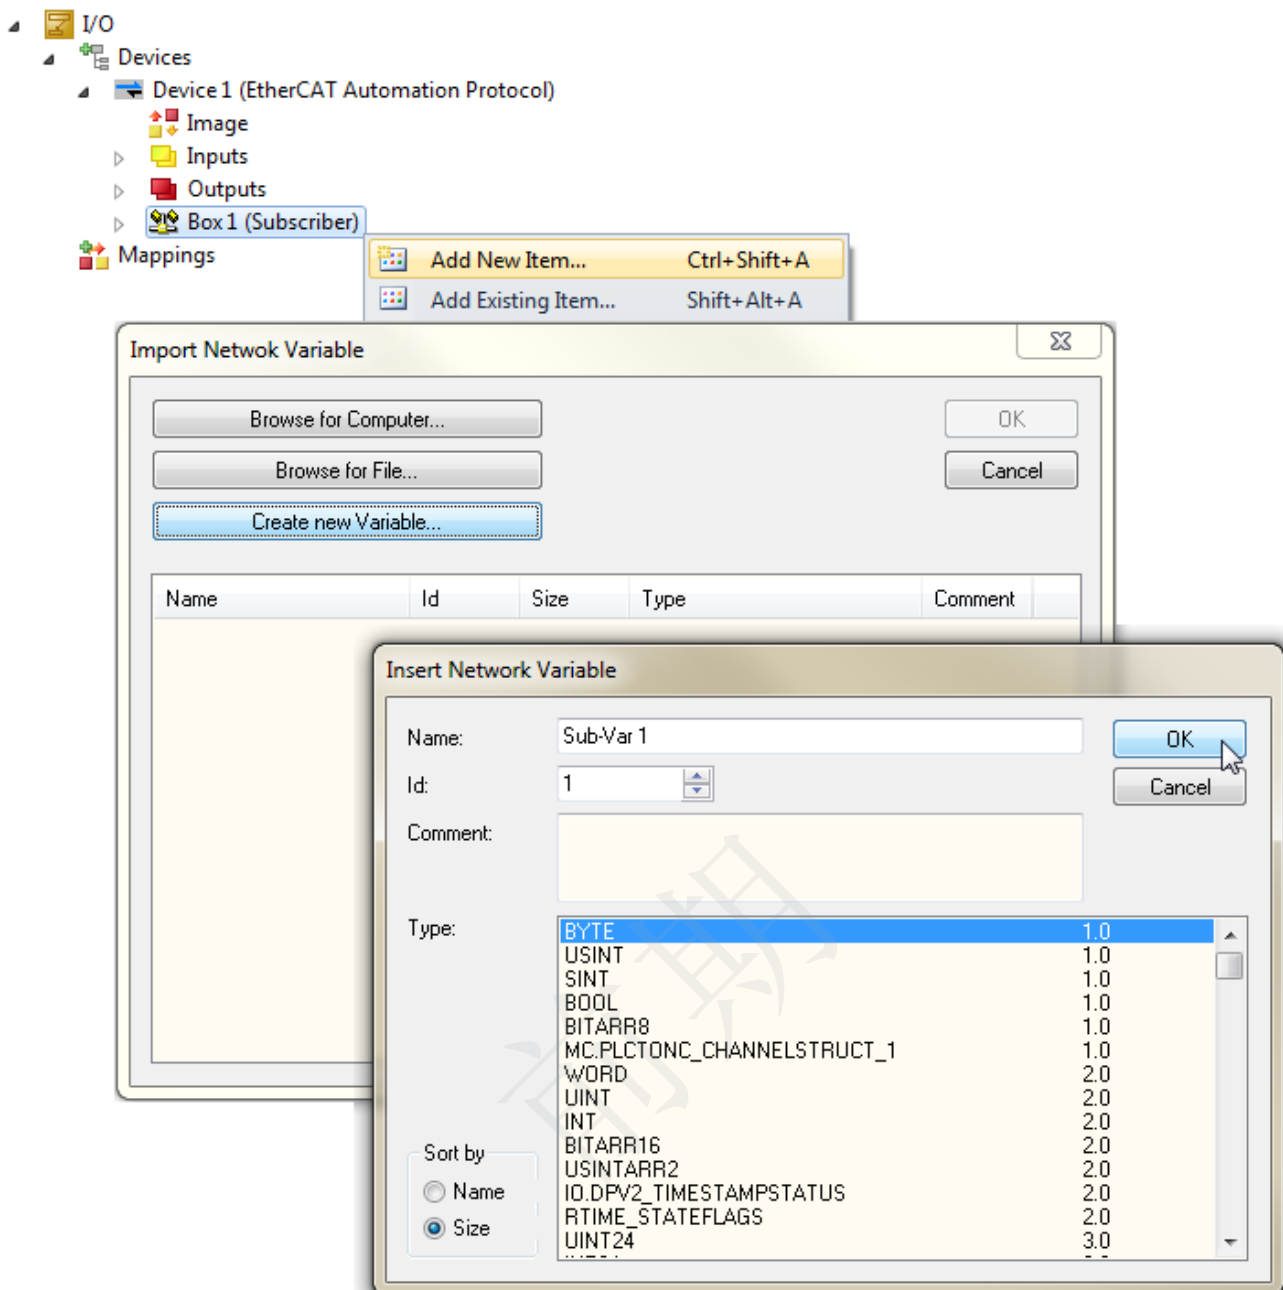 I/O
Devices
Device 1 (EtherCAT Automation Protocol)
Image
Inputs
Outputs
Box 1 (Subscriber)
Mappings
Add New Item... Ctrl+Shift+A
Add Existing Item... Shift+Alt+A
Import Netwok Variable
Browse for Computer...
OK
Browse for File...
Cancel
Create new Variable...
Name Id Size Type Comment
Insert Network Variable
Name: Sub-Var 1
OK
Id: 1
Cancel
Comment:
Type:
BYTE 1.0
USINT 1.0
SINT 1.0
BOOL 1.0
BITARR8 1.0
MC.PLCTONC_CHANNELSTRUCT_1 1.0
WORD 2.0
UINT 2.0
INT 2.0
BITARR16 2.0
USINTARR2 2.0
IO.DPV2_TIMESTAMPSTATUS 2.0
RTIME_STATEFLAGS 2.0
UINT24 3.0
Sort by
Name
Size